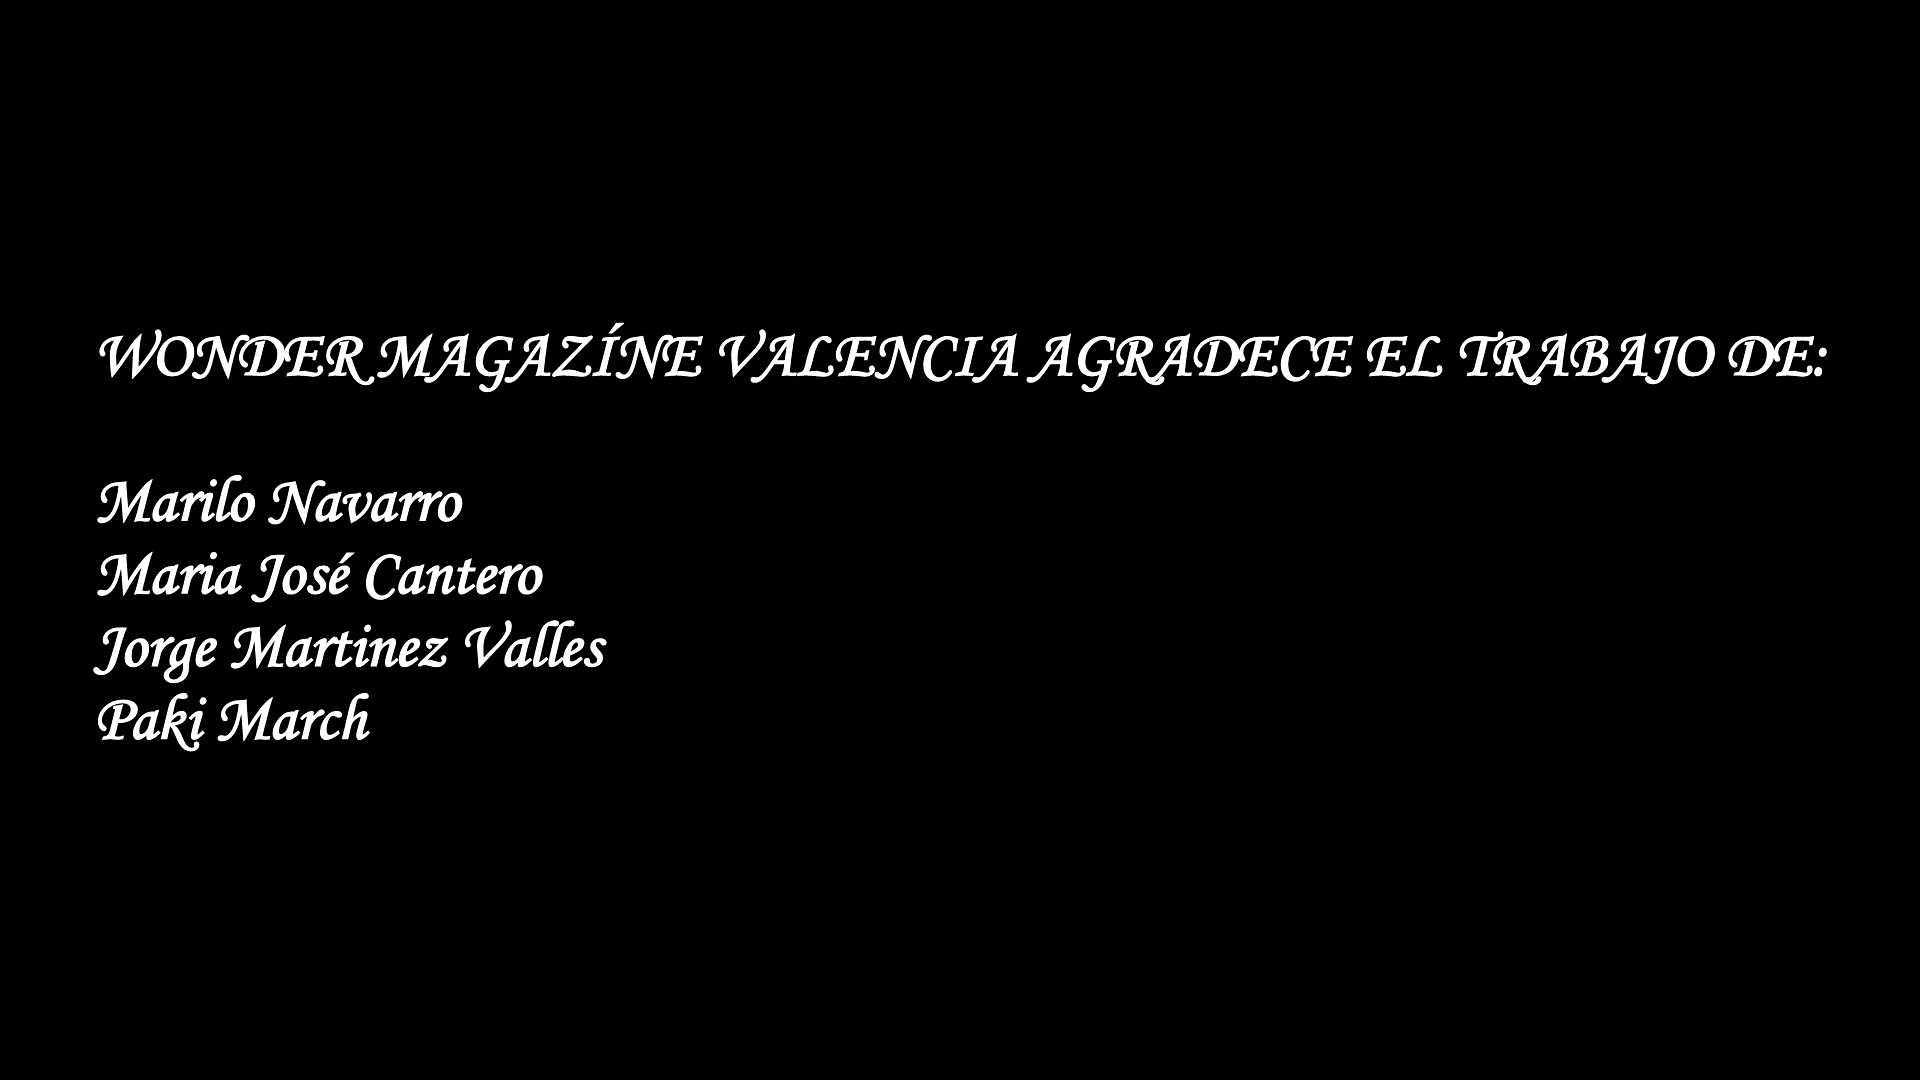 WONDER MAGAZÍNE VALENCIA AGRADECE EL TRABAJO DE:
Marilo Navarro
Maria José Cantero
Jorge Martinez Valles
Paki March